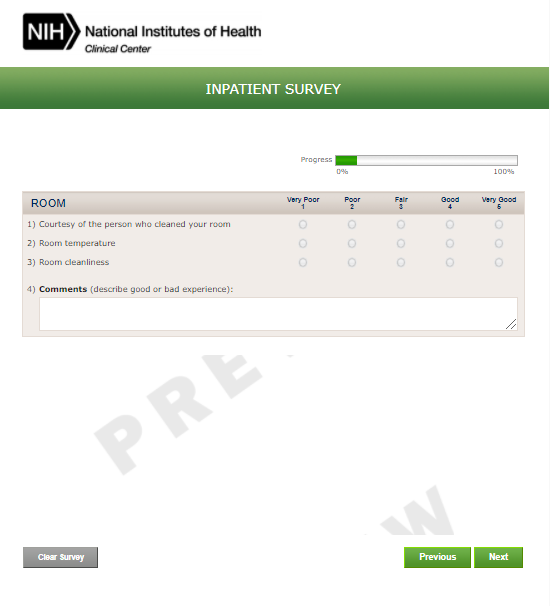 NIH National Institutes of Health
Clinical Center
INPATIENT SURVEY
Progress
0% 100%
ROOM Very Poor Poor Fair Good Very Good
1 2 3 4 5
1) Courtesy of the person who cleaned your room
2) Room temperature
3) Room cleanliness
4) Comments (describe good or bad experience):
PRE
W
Clear Survey Previous Next